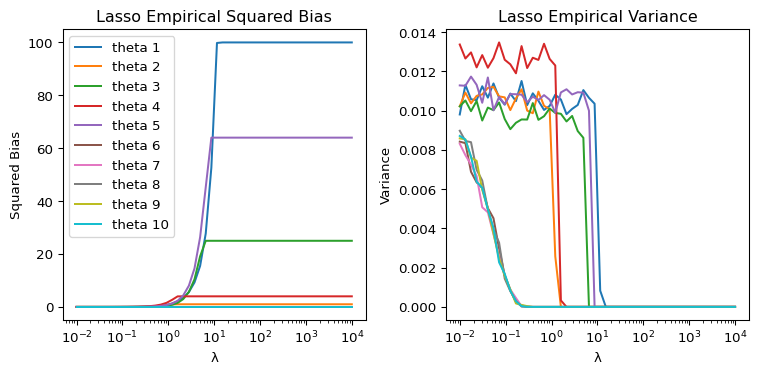 Lasso Empirical Squared Bias
Squared Bias
100
80
60
40
20
0
theta 1
theta 2
theta 3
theta 4
theta 5
theta 6
theta 7
theta 8
theta 9
theta 10
10⁻² 10⁻¹ 10⁰ 10¹ 10² 10³ 10⁴
λ
Lasso Empirical Variance
Variance
0.014
0.012
0.010
0.008
0.006
0.004
0.002
0.000
10⁻² 10⁻¹ 10⁰ 10¹ 10² 10³ 10⁴
λ